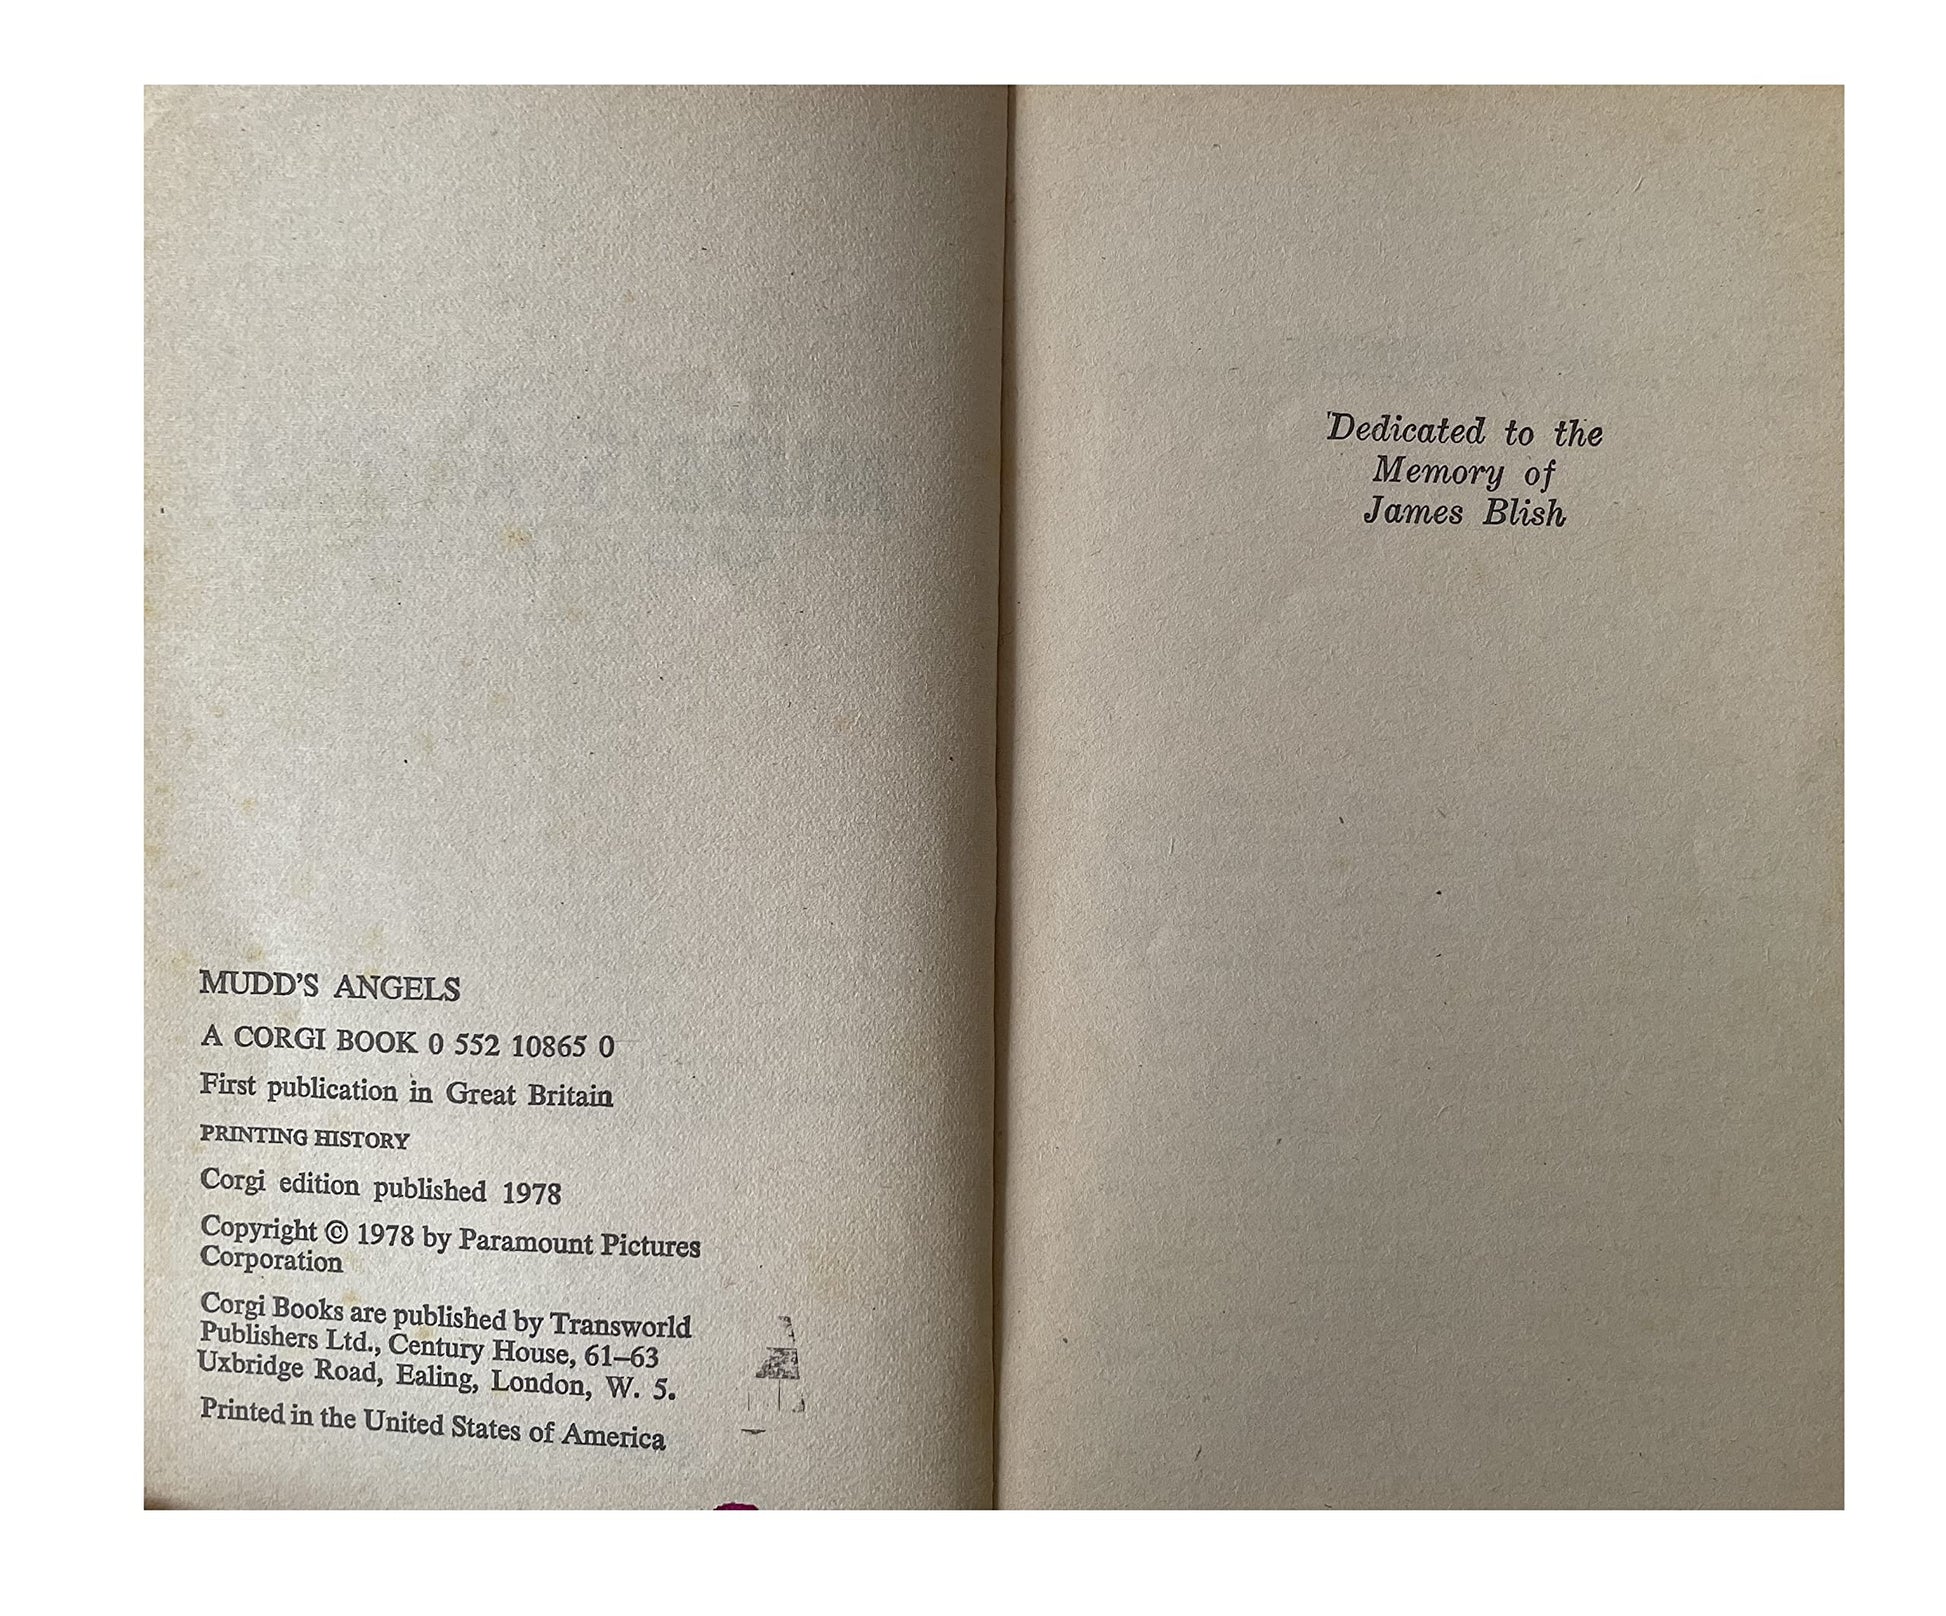 MUDD'S ANGELS
A CORGI BOOK 0 552 10865 0
First publication in Great Britain
PRINTING HISTORY
Corgi edition published 1978
Copyright © 1978 by Paramount Pictures
Corporation
Corgi Books are published by Transworld
Publishers Ltd., Century House, 61–63
Uxbridge Road, Ealing, London, W. 5.
Printed in the United States of America
Dedicated to the
Memory of
James Blish